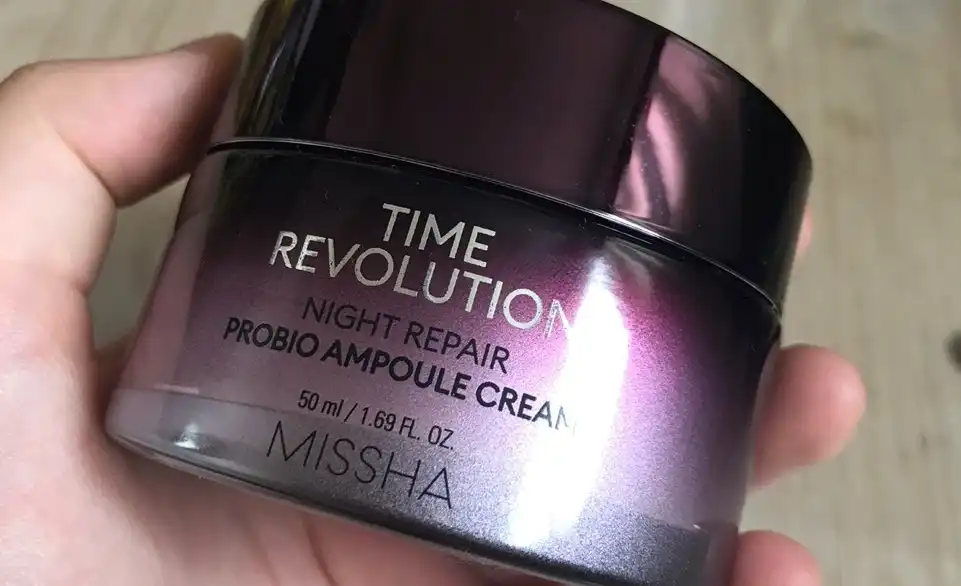 TIME
REVOLUTION
NIGHT REPAIR
PROBIO AMPOULE CREAM
50 ml / 1.69 FL. OZ.
MISSHA